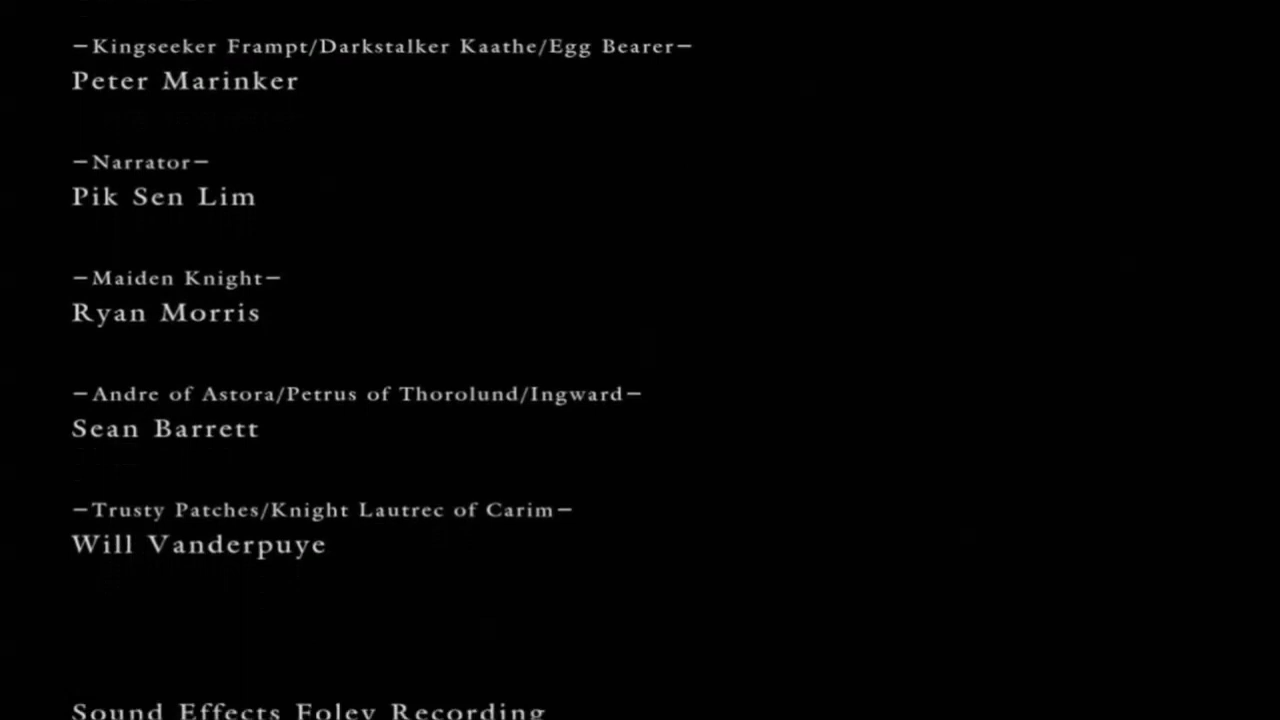 —Kingseeker Frampt/Darkstalker Kaathe/Egg Bearer—
Peter Marinker
—Narrator—
Pik Sen Lim
—Maiden Knight—
Ryan Morris
—Andre of Astora/Petrus of Thorolund/Ingward—
Sean Barrett
—Trusty Patches/Knight Lautrec of Carim—
Will Vanderpuye
Sound Effects Foley Recording